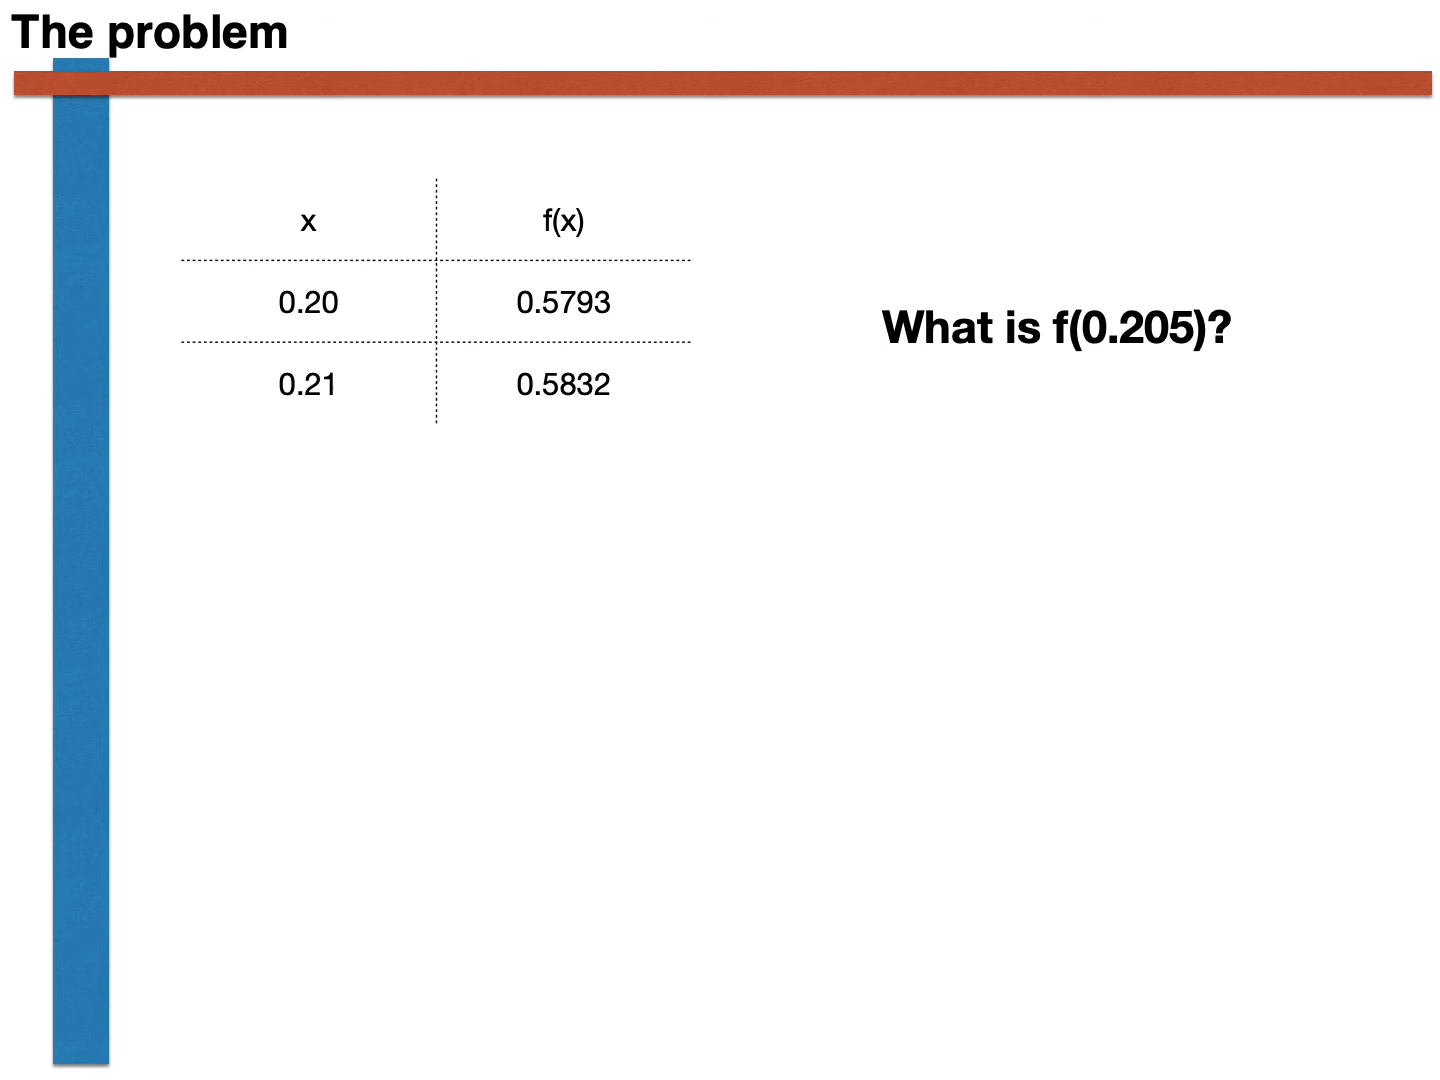 The problem
x f(x)
0.20 0.5793
What is f(0.205)?
0.21 0.5832